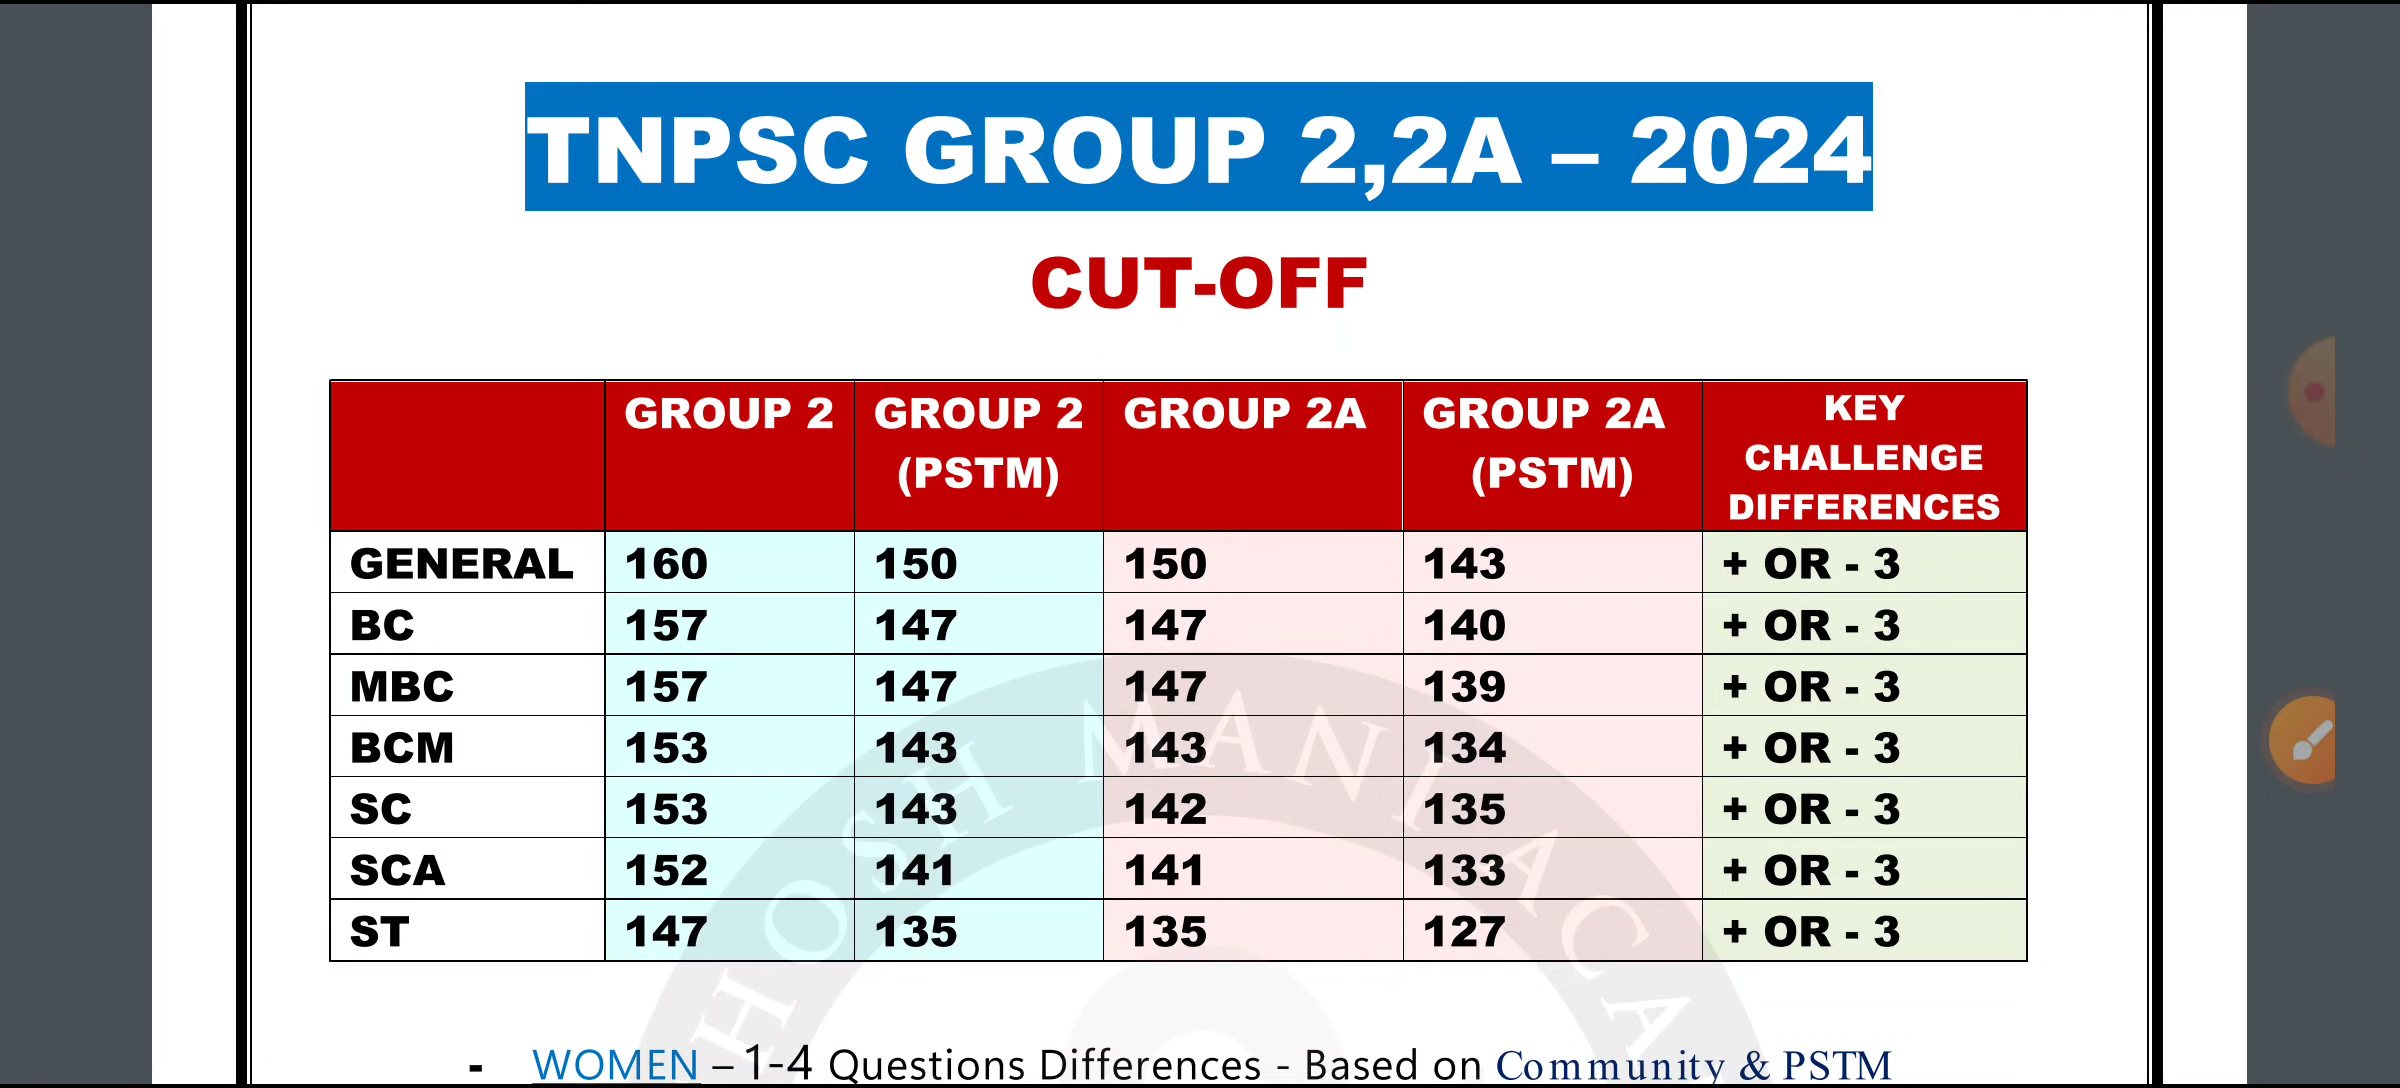 TNPSC GROUP 2,2A – 2024
CUT-OFF
GROUP 2 GROUP 2 (PSTM) GROUP 2A GROUP 2A (PSTM) KEY CHALLENGE DIFFERENCES
GENERAL 160 150 150 143 + OR - 3
BC 157 147 147 140 + OR - 3
MBC 157 147 147 139 + OR - 3
BCM 153 143 143 134 + OR - 3
SC 153 143 142 135 + OR - 3
SCA 152 141 141 133 + OR - 3
ST 147 135 135 127 + OR - 3
HOSH MANI ACA
- WOMEN – 1-4 Questions Differences - Based on Community & PSTM